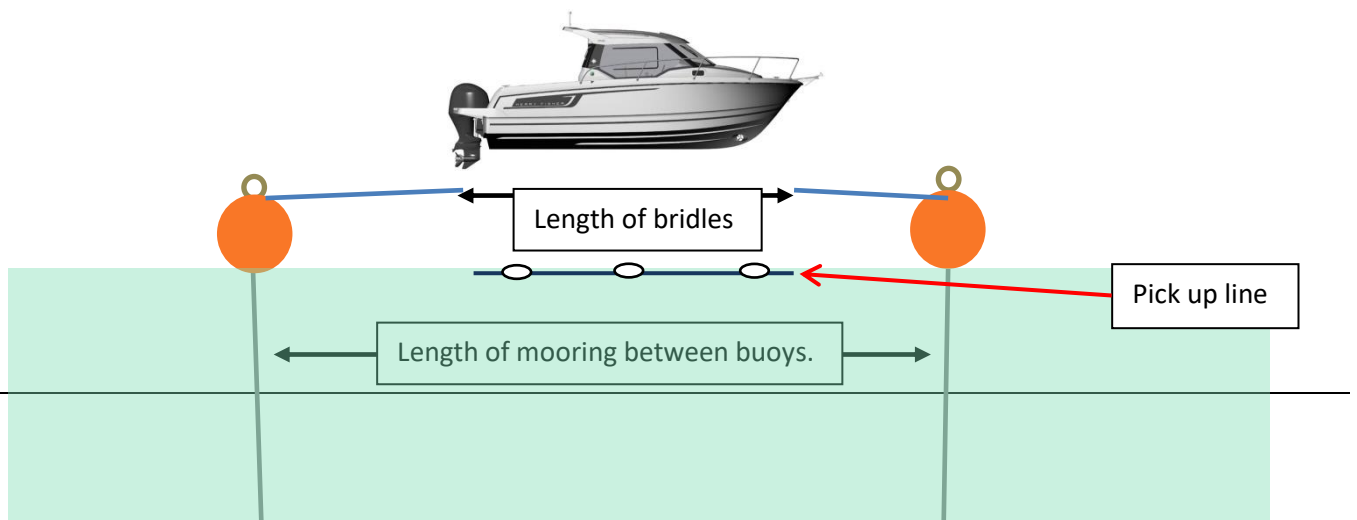 Length of bridles
Pick up line
Length of mooring between buoys.